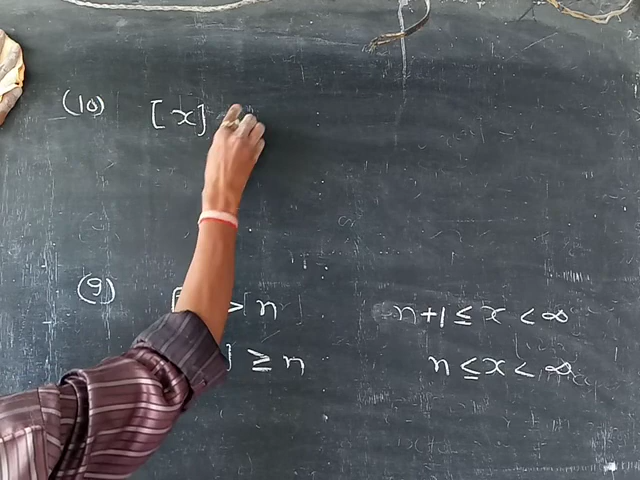 (10) [x]
(9) [ > n n+1 ≤ x < ∞
] ≥ n n ≤ x < ∞